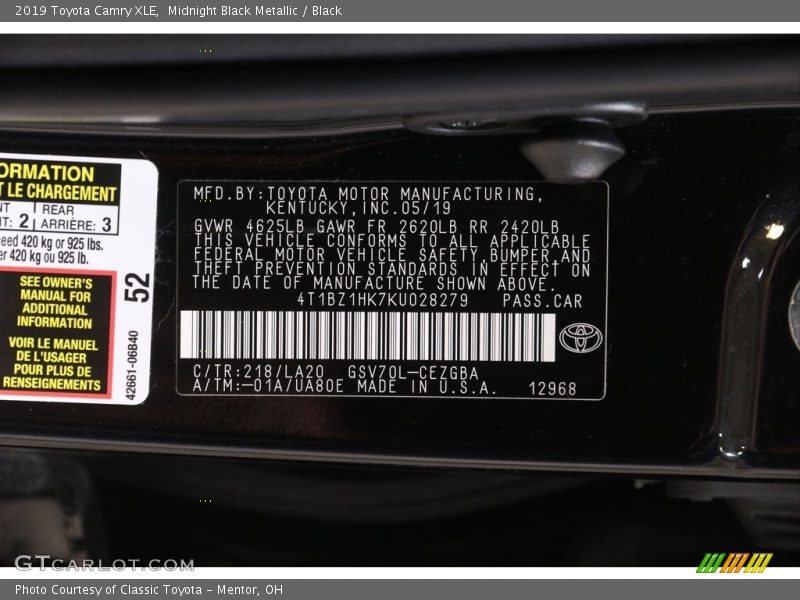 2019 Toyota Camry XLE,  Midnight Black Metallic / Black
ORMATION
T LE CHARGEMENT
NT
T: 2
REAR
ARRIÈRE: 3
eed 420 kg or 925 lbs.
er 420 kg ou 925 lb.
SEE OWNER'S
MANUAL FOR
ADDITIONAL
INFORMATION
VOIR LE MANUEL
DE L'USAGER
POUR PLUS DE
RENSEIGNEMENTS
52
42661-06B40
MFD.BY:TOYOTA MOTOR MANUFACTURING,
KENTUCKY,INC.05/19
GVWR 4625LB GAWR FR 2620LB RR 2420LB
THIS VEHICLE CONFORMS TO ALL APPLICABLE
FEDERAL MOTOR VEHICLE SAFETY,BUMPER,AND
THEFT PREVENTION STANDARDS IN EFFECT ON
THE DATE OF MANUFACTURE SHOWN ABOVE.
4T1BZ1HK7KU028279 PASS.CAR
C/TR:218/LA20 GSV70L-CEZGBA
A/TM:-01A/UA80E MADE IN U.S.A. 12968
GTCARLOT.COM
Photo Courtesy of Classic Toyota - Mentor, OH